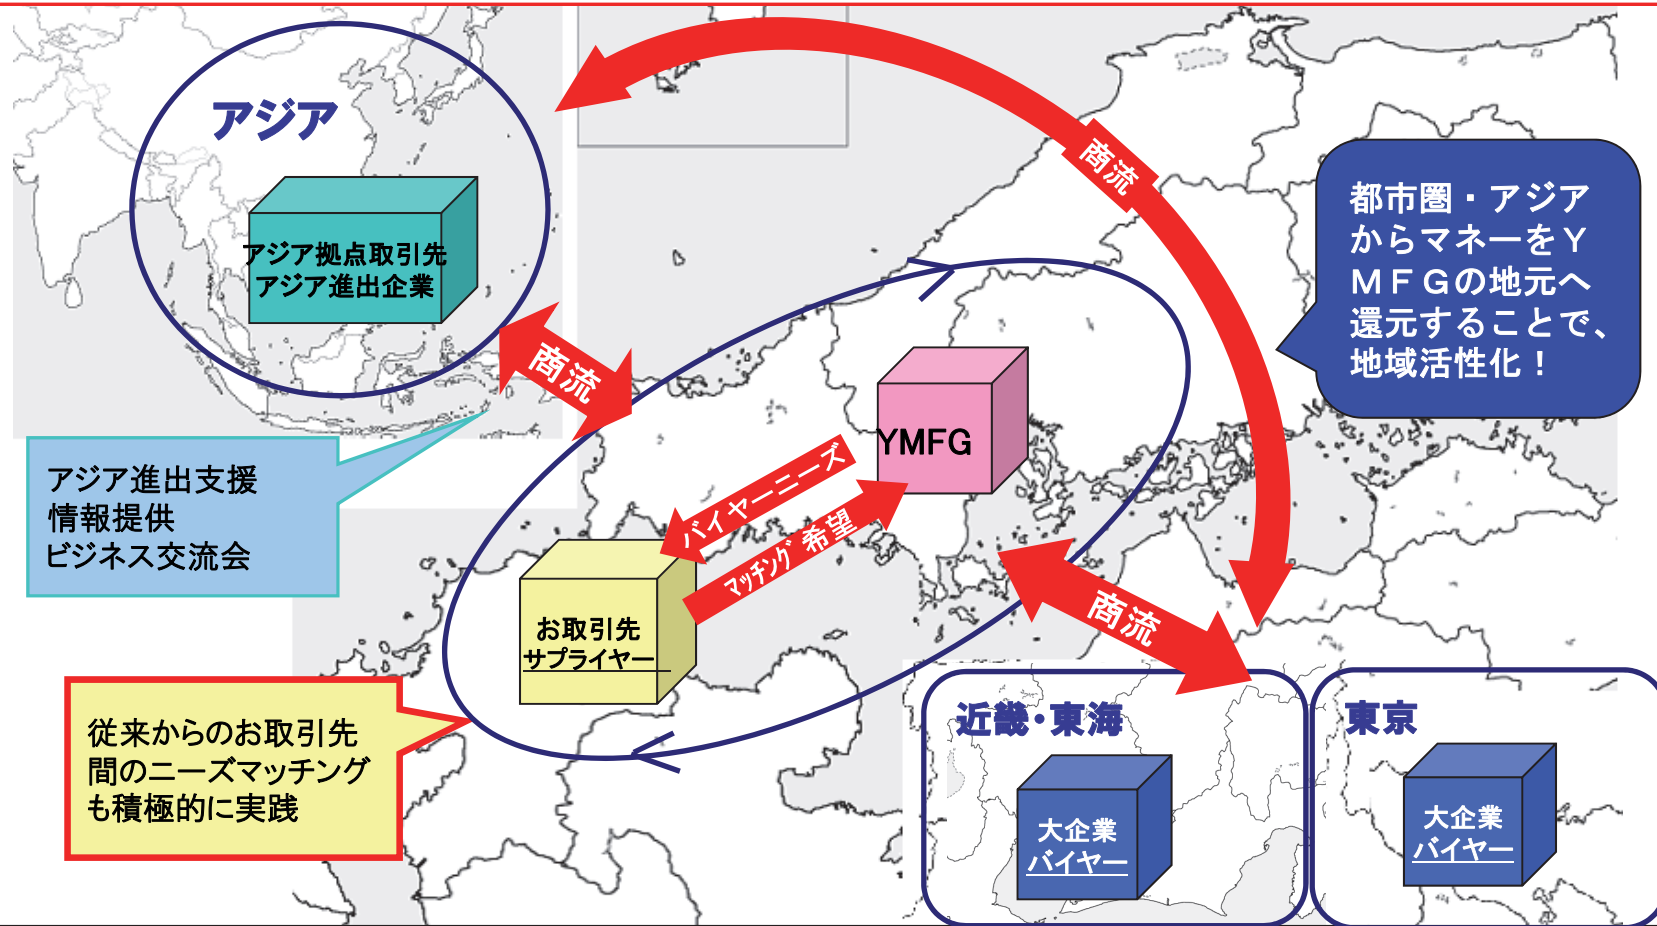 アジア
アジア拠点取引先
アジア進出企業
商流
都市圏・アジア
からマネーをY
MFGの地元へ
還元することで、
地域活性化！
商流
YMFG
バイヤーニーズ
マッチング希望
アジア進出支援
情報提供
ビジネス交流会
お取引先
サプライヤー
商流
従来からのお取引先
間のニーズマッチング
も積極的に実践
近畿・東海
大企業
バイヤー
東京
大企業
バイヤー